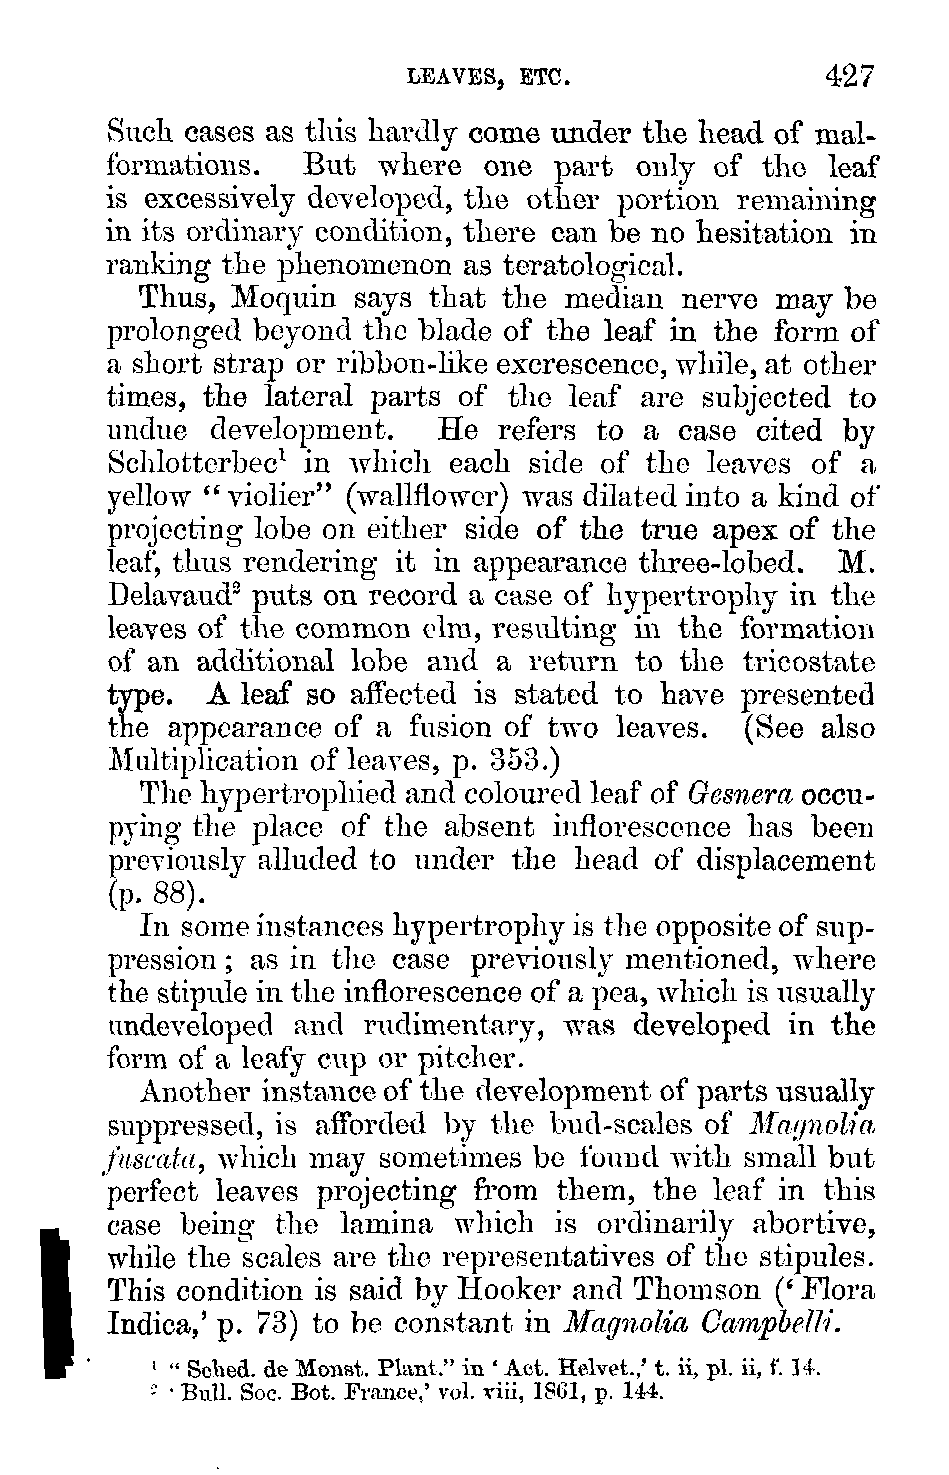 LEAVES, ETC. 427
Such cases as this hardly come under the head of mal-
formations. But where one part only of the leaf
is excessively developed, the other portion remaining
in its ordinary condition, there can be no hesitation in
ranking the phenomenon as teratological.
Thus, Moquin says that the median nerve may be
prolonged beyond the blade of the leaf in the form of
a short strap or ribbon-like excrescence, while, at other
times, the lateral parts of the leaf are subjected to
undue development. He refers to a case cited by
Schlotterbec¹ in which each side of the leaves of a
yellow “violier” (wallflower) was dilated into a kind of
projecting lobe on either side of the true apex of the
leaf, thus rendering it in appearance three-lobed. M.
Delavaud² puts on record a case of hypertrophy in the
leaves of the common elm, resulting in the formation
of an additional lobe and a return to the tricostate
type. A leaf so affected is stated to have presented
the appearance of a fusion of two leaves. (See also
Multiplication of leaves, p. 353.)
The hypertrophied and coloured leaf of Gesnera occu-
pying the place of the absent inflorescence has been
previously alluded to under the head of displacement
(p. 88).
In some instances hypertrophy is the opposite of sup-
pression; as in the case previously mentioned, where
the stipule in the inflorescence of a pea, which is usually
undeveloped and rudimentary, was developed in the
form of a leafy cup or pitcher.
Another instance of the development of parts usually
suppressed, is afforded by the bud-scales of Magnolia
fuscata, which may sometimes be found with small but
perfect leaves projecting from them, the leaf in this
case being the lamina which is ordinarily abortive,
while the scales are the representatives of the stipules.
This condition is said by Hooker and Thomson (‘Flora
Indica,’ p. 73) to be constant in Magnolia Campbelli.
¹ “Sched. de Monst. Plant.” in ‘Act. Helvet.,’ t. ii, pl. ii, f. 14.
² ‘Bull. Soc. Bot. France,’ vol. viii, 1861, p. 144.